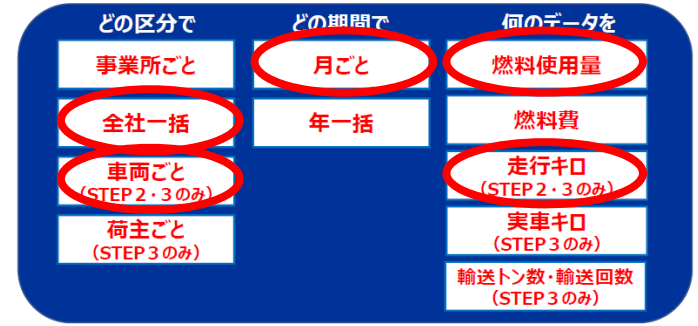 どの区分で
どの期間で
何のデータを
事業所ごと
月ごと
燃料使用量
全社一括
年一括
燃料費
車両ごと
(STEP2・3のみ)
走行キロ
(STEP2・3のみ)
荷主ごと
(STEP3のみ)
実車キロ
(STEP3のみ)
輸送トン数・輸送回数
(STEP3のみ)